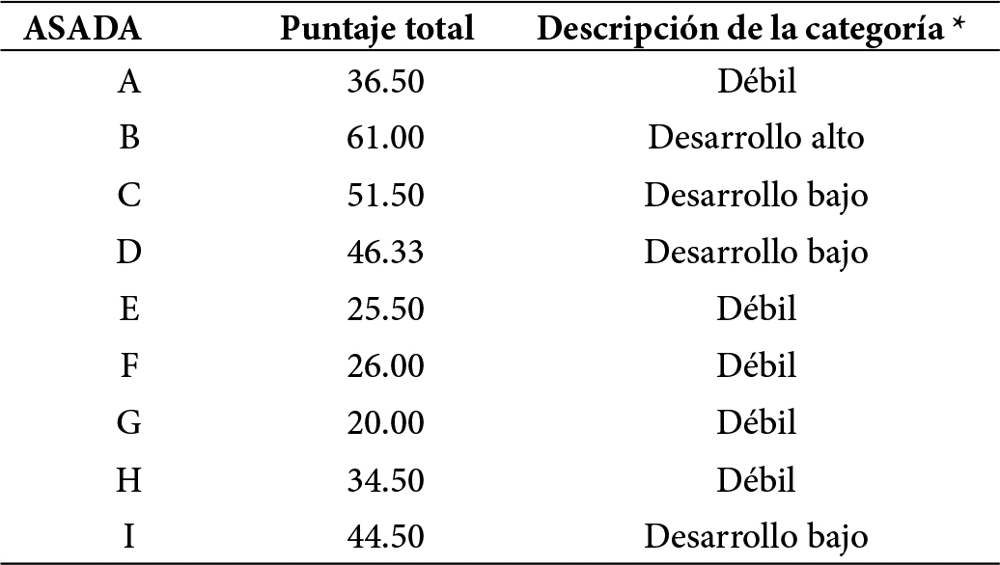 ASADA Puntaje total Descripción de la categoría *
A 36.50 Débil
B 61.00 Desarrollo alto
C 51.50 Desarrollo bajo
D 46.33 Desarrollo bajo
E 25.50 Débil
F 26.00 Débil
G 20.00 Débil
H 34.50 Débil
I 44.50 Desarrollo bajo